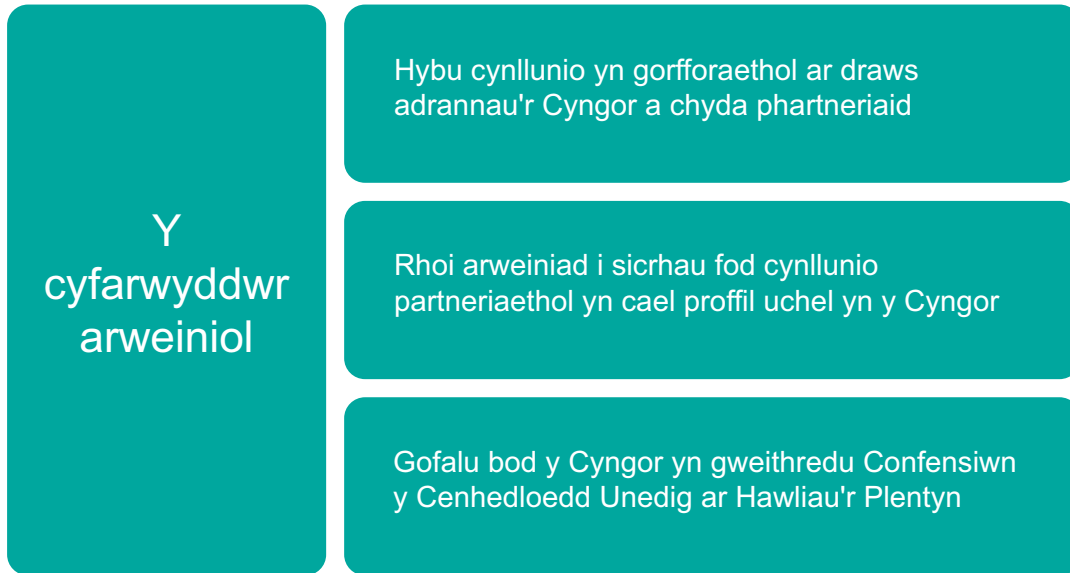 Y
cyfarwyddwr
arweiniol
Hybu cynllunio yn gorfforaethol ar draws
adrannau'r Cyngor a chyda phartneriaid
Rhoi arweiniad i sicrhau fod cynllunio
partneriaethol yn cael proffil uchel yn y Cyngor
Gofalu bod y Cyngor yn gweithredu Confensiwn
y Cenhedloedd Unedig ar Hawliau'r Plentyn